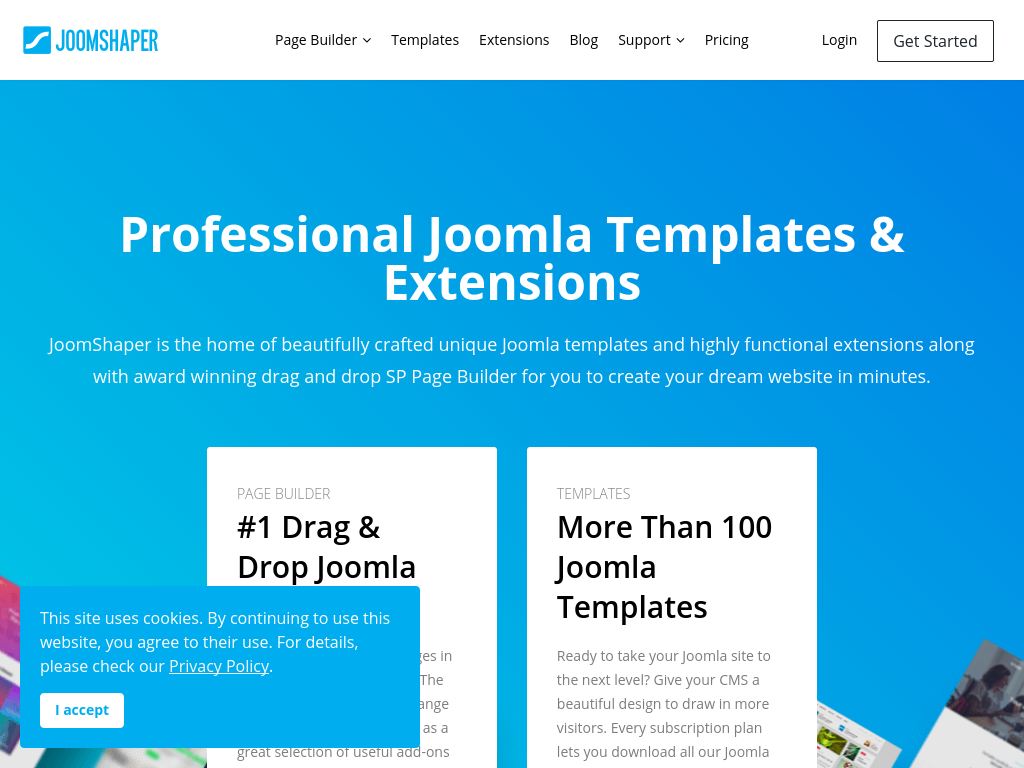 JOOMSHAPER
Page Builder Templates Extensions Blog Support Pricing Login Get Started
Professional Joomla Templates &
Extensions
JoomShaper is the home of beautifully crafted unique Joomla templates and highly functional extensions along
with award winning drag and drop SP Page Builder for you to create your dream website in minutes.
PAGE BUILDER
#1 Drag &
Drop Joomla
ges in
The
ange
as a
great selection of useful add-ons
TEMPLATES
More Than 100
Joomla
Templates
Ready to take your Joomla site to
the next level? Give your CMS a
beautiful design to draw in more
visitors. Every subscription plan
lets you download all our Joomla
This site uses cookies. By continuing to use this
website, you agree to their use. For details,
please check our Privacy Policy.
I accept